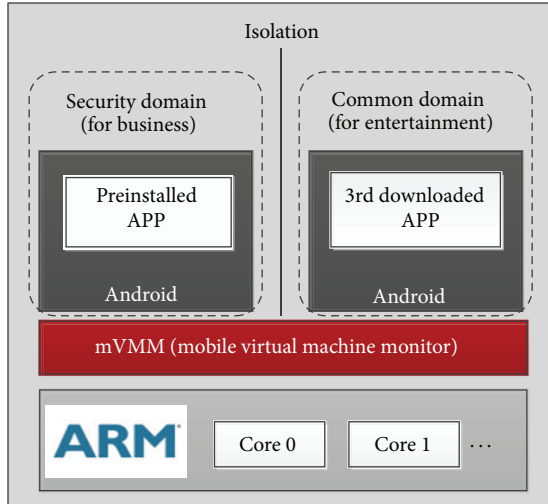 Isolation
Security domain
(for business)
Common domain
(for entertainment)
Preinstalled
APP
3rd downloaded
APP
Android
Android
mVMM (mobile virtual machine monitor)
ARM
Core 0
Core 1
...